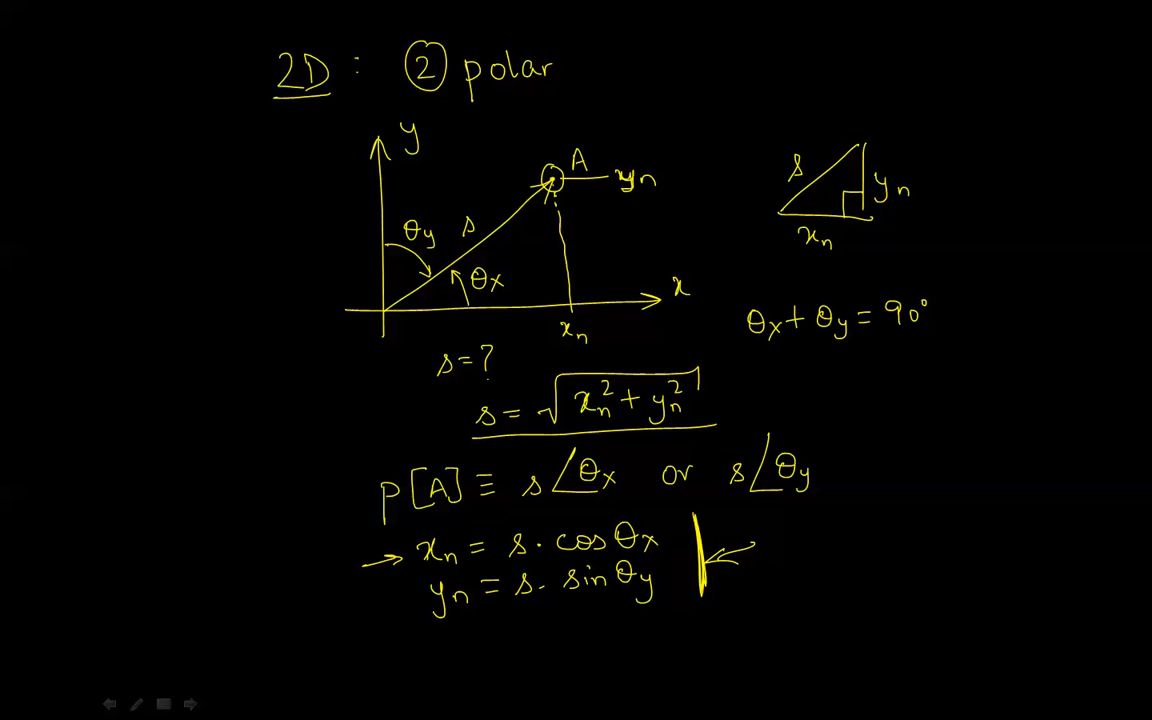 2D : ② polar
y
A
yn
s
yn
xn
θy
s
θx
x
xn
θx + θy = 90°
s = ?
s = √(xn² + yn²)
P[A] ≡ s∠θx or s∠θy
→ xn = s · cos θx
yn = s · sin θy